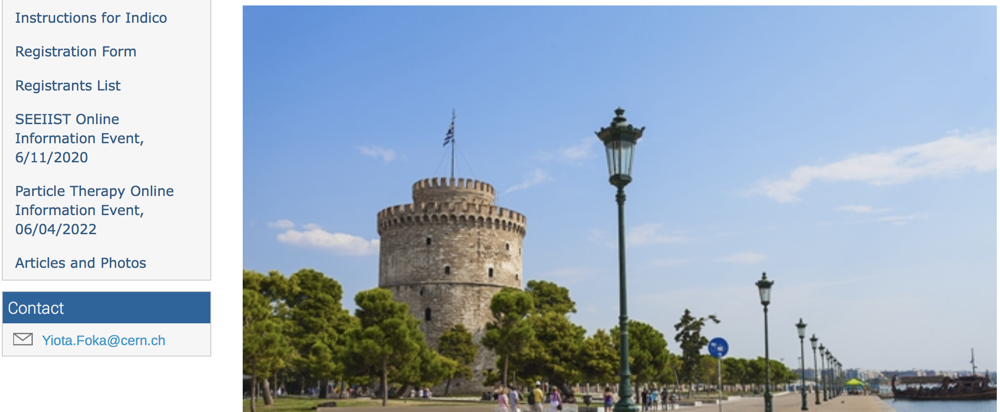 Instructions for Indico
Registration Form
Registrants List
SEEIIST Online
Information Event,
6/11/2020
Particle Therapy Online
Information Event,
06/04/2022
Articles and Photos
Contact
Yiota.Foka@cern.ch